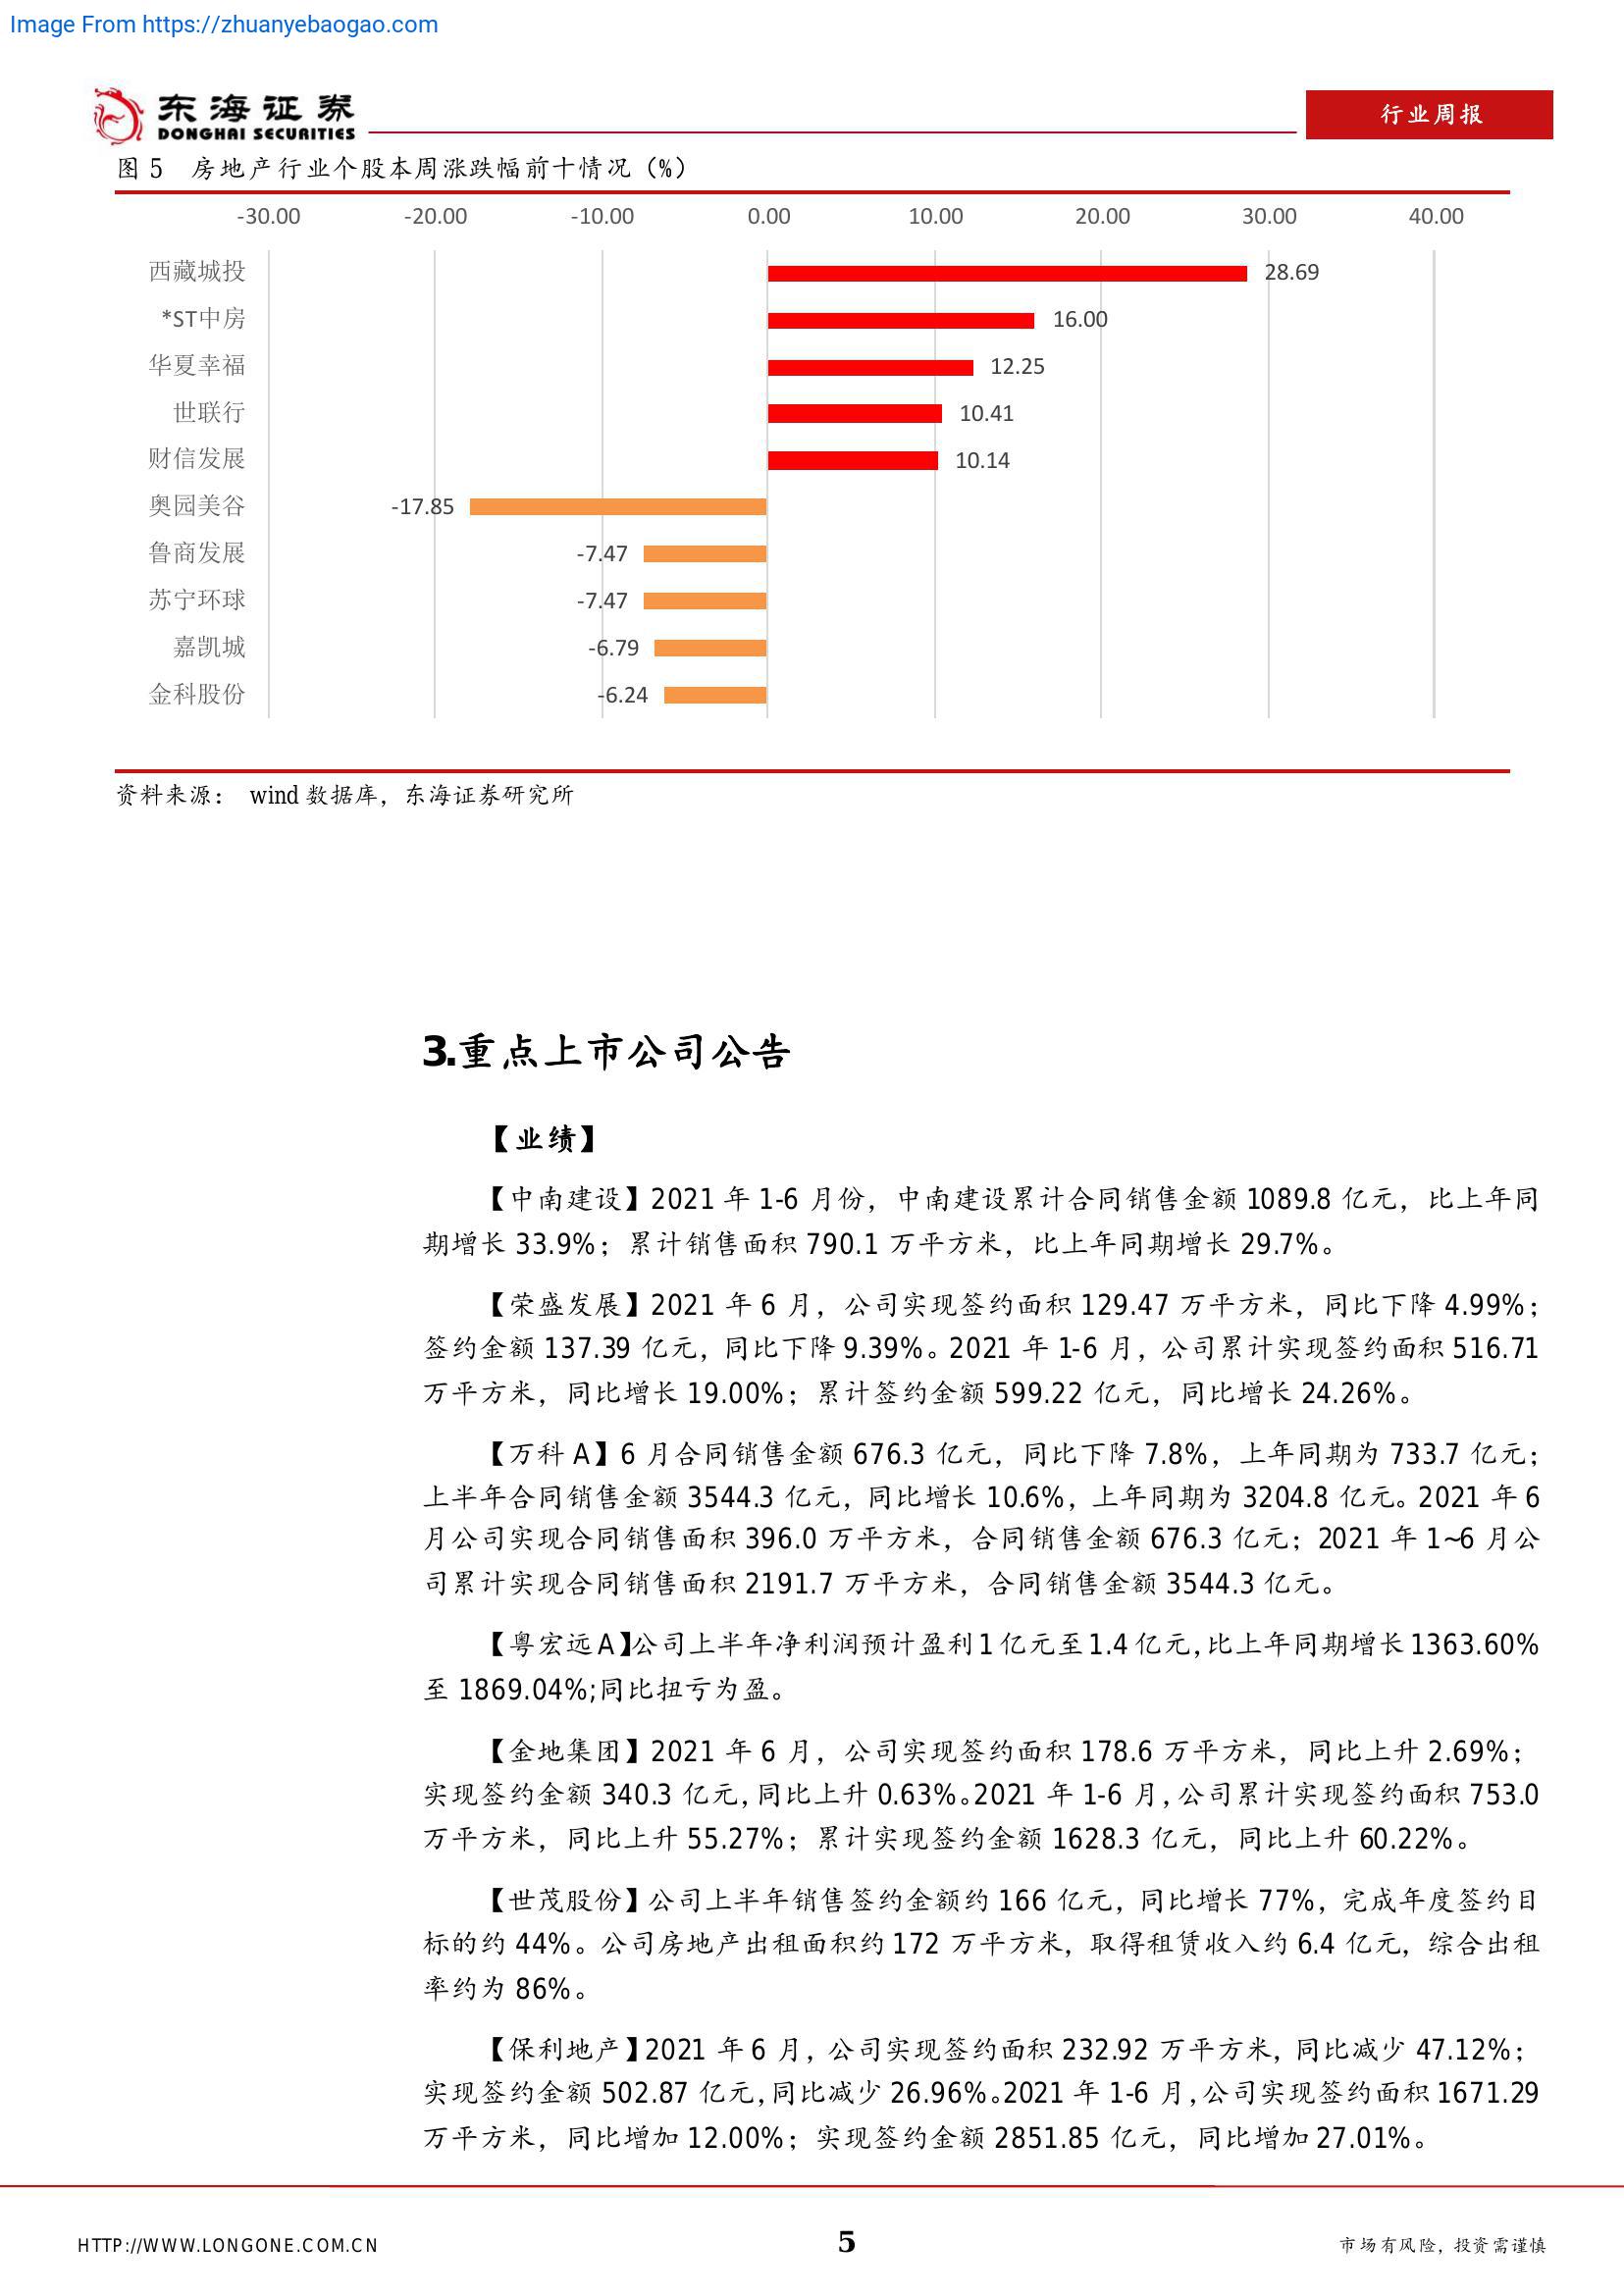 Image From https://zhuanyebaogao.com
东海证券
DONGHAI SECURITIES
行业周报
图 5 房地产行业个股本周涨跌幅前十情况（%）
-30.00 -20.00 -10.00 0.00 10.00 20.00 30.00 40.00
西藏城投 28.69
*ST中房 16.00
华夏幸福 12.25
世联行 10.41
财信发展 10.14
奥园美谷 -17.85
鲁商发展 -7.47
苏宁环球 -7.47
嘉凯城 -6.79
金科股份 -6.24
资料来源： wind 数据库，东海证券研究所
3.重点上市公司公告
【业绩】
【中南建设】2021 年 1-6 月份，中南建设累计合同销售金额 1089.8 亿元，比上年同
期增长 33.9%；累计销售面积 790.1 万平方米，比上年同期增长 29.7%。
【荣盛发展】2021 年 6 月，公司实现签约面积 129.47 万平方米，同比下降 4.99%；
签约金额 137.39 亿元，同比下降 9.39%。2021 年 1-6 月，公司累计实现签约面积 516.71
万平方米，同比增长 19.00%；累计签约金额 599.22 亿元，同比增长 24.26%。
【万科 A】6 月合同销售金额 676.3 亿元，同比下降 7.8%，上年同期为 733.7 亿元；
上半年合同销售金额 3544.3 亿元，同比增长 10.6%，上年同期为 3204.8 亿元。2021 年 6
月公司实现合同销售面积 396.0 万平方米，合同销售金额 676.3 亿元；2021 年 1~6 月公
司累计实现合同销售面积 2191.7 万平方米，合同销售金额 3544.3 亿元。
【粤宏远 A】公司上半年净利润预计盈利 1 亿元至 1.4 亿元,比上年同期增长 1363.60%
至 1869.04%;同比扭亏为盈。
【金地集团】2021 年 6 月，公司实现签约面积 178.6 万平方米，同比上升 2.69%；
实现签约金额 340.3 亿元，同比上升 0.63%。2021 年 1-6 月，公司累计实现签约面积 753.0
万平方米，同比上升 55.27%；累计实现签约金额 1628.3 亿元，同比上升 60.22%。
【世茂股份】公司上半年销售签约金额约 166 亿元，同比增长 77%，完成年度签约目
标的约 44%。公司房地产出租面积约 172 万平方米，取得租赁收入约 6.4 亿元，综合出租
率约为 86%。
【保利地产】2021 年 6 月，公司实现签约面积 232.92 万平方米，同比减少 47.12%；
实现签约金额 502.87 亿元，同比减少 26.96%。2021 年 1-6 月，公司实现签约面积 1671.29
万平方米，同比增加 12.00%；实现签约金额 2851.85 亿元，同比增加 27.01%。
HTTP://WWW.LONGONE.COM.CN 5 市场有风险，投资需谨慎